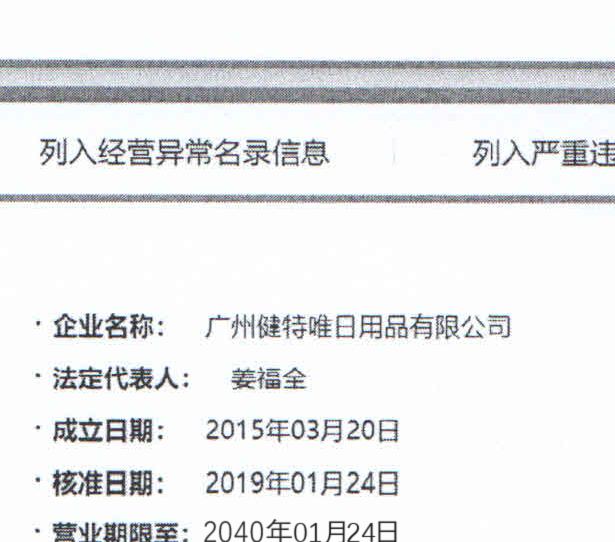 列入经营异常名录信息 列入严重违
· 企业名称： 广州健特唯日用品有限公司
· 法定代表人： 姜福全
· 成立日期： 2015年03月20日
· 核准日期： 2019年01月24日
· 营业期限至： 2040年01月24日